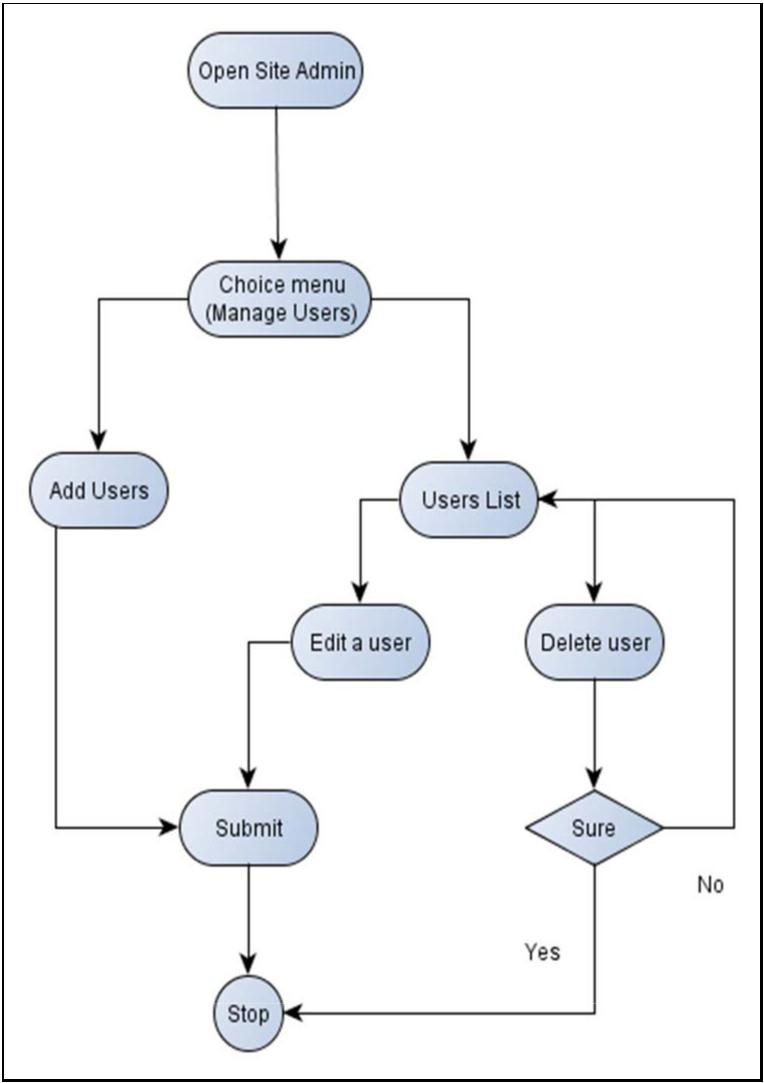 Open Site Admin
Choice menu
(Manage Users)
Add Users
Users List
Edit a user
Delete user
Submit
Sure
No
Yes
Stop